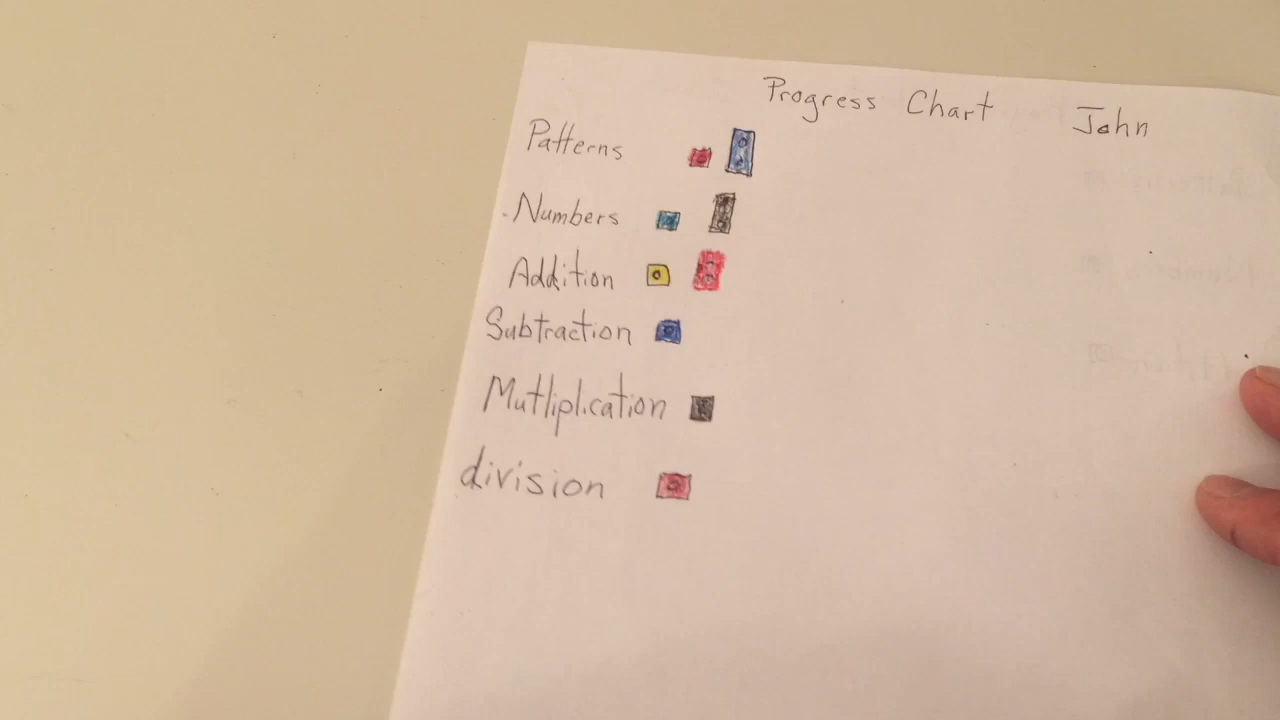 Progress Chart John
Patterns
Numbers
Addition
Subtraction
Mutliplication
division